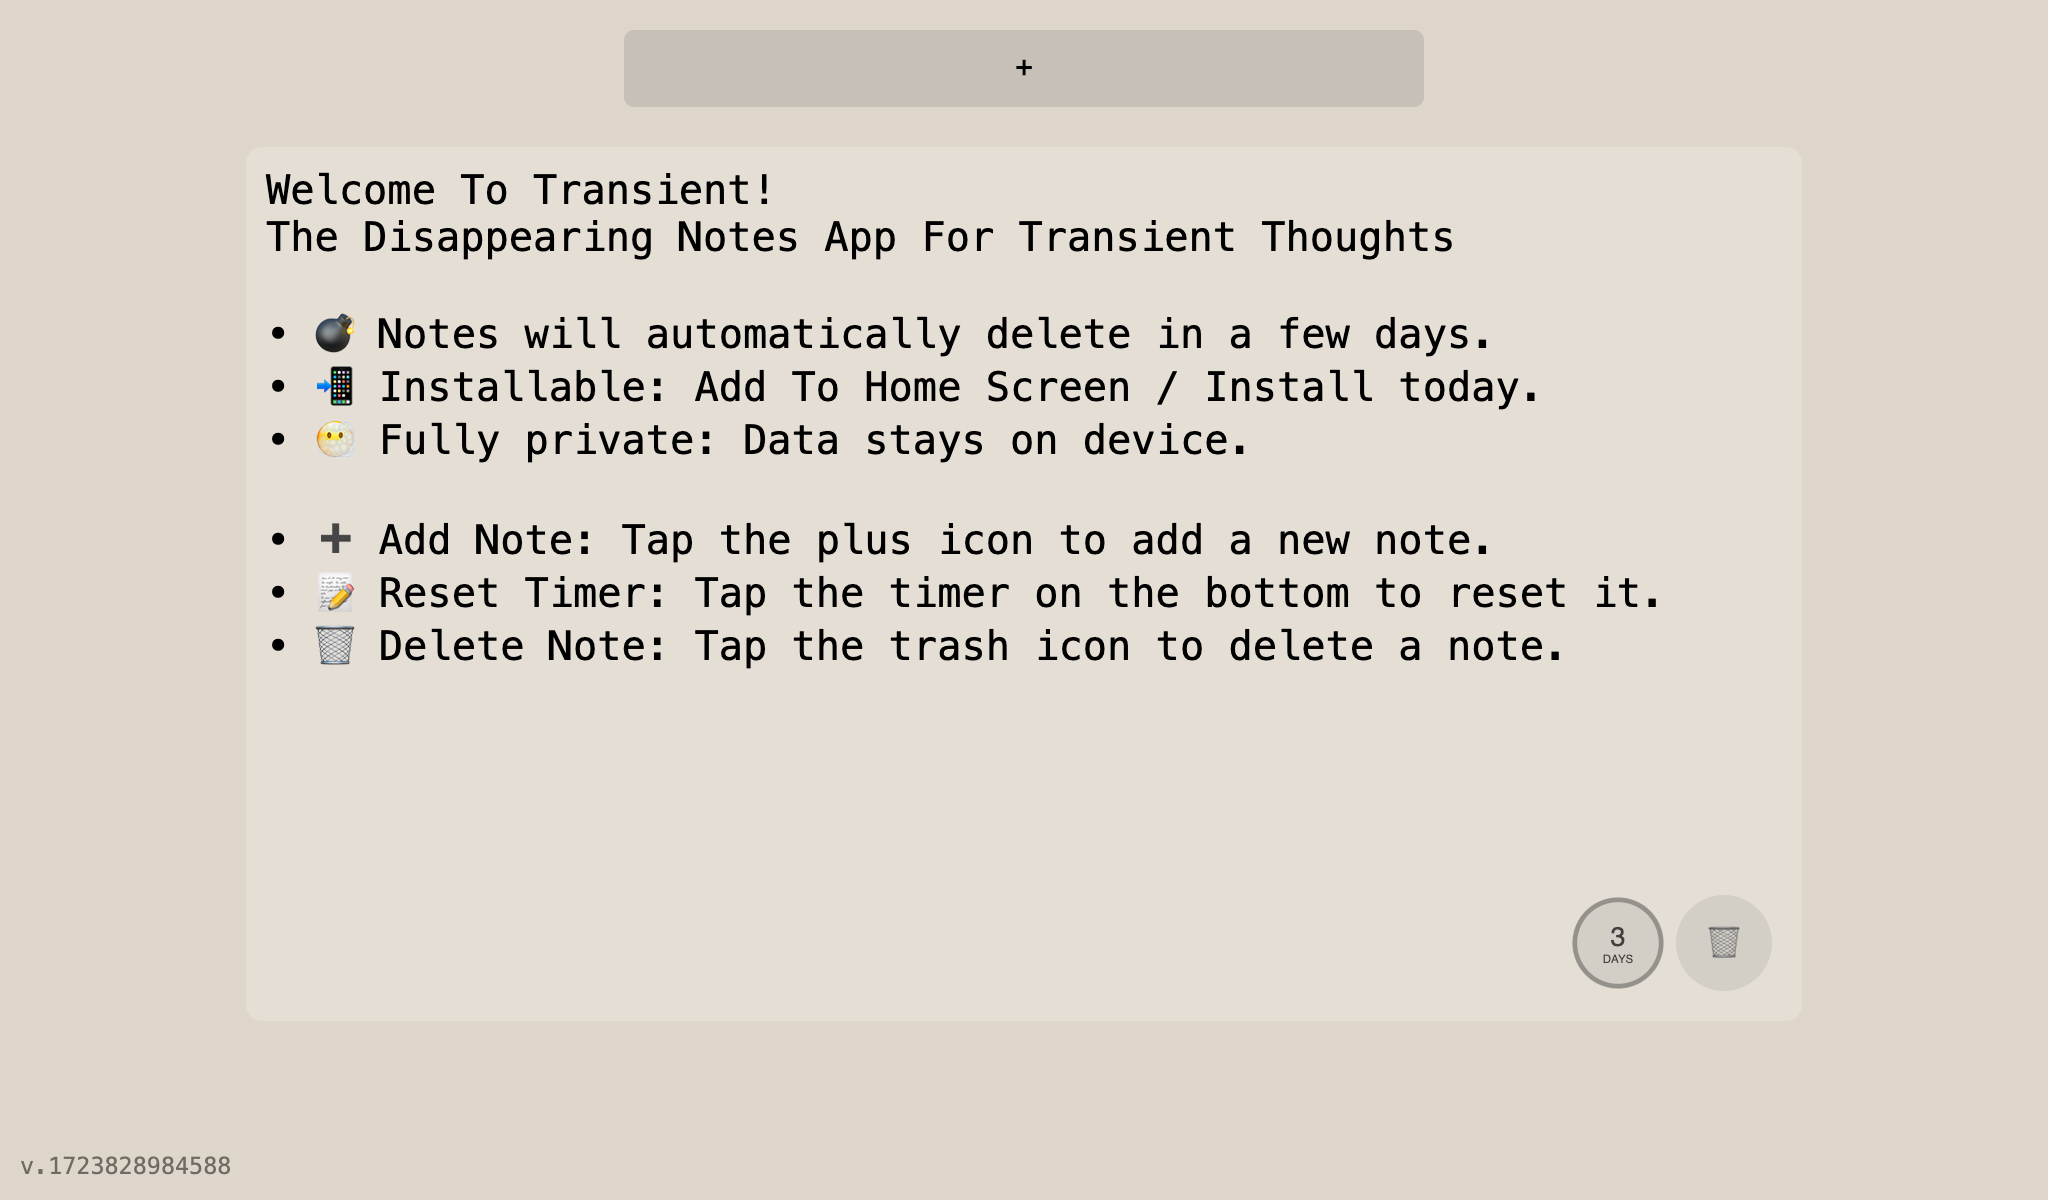 +
Welcome To Transient!
The Disappearing Notes App For Transient Thoughts
• 💣 Notes will automatically delete in a few days.
• 📲 Installable: Add To Home Screen / Install today.
• 😶‍🌫️ Fully private: Data stays on device.
• ➕ Add Note: Tap the plus icon to add a new note.
• 📝 Reset Timer: Tap the timer on the bottom to reset it.
• 🗑️ Delete Note: Tap the trash icon to delete a note.
3
DAYS
v.1723828984588